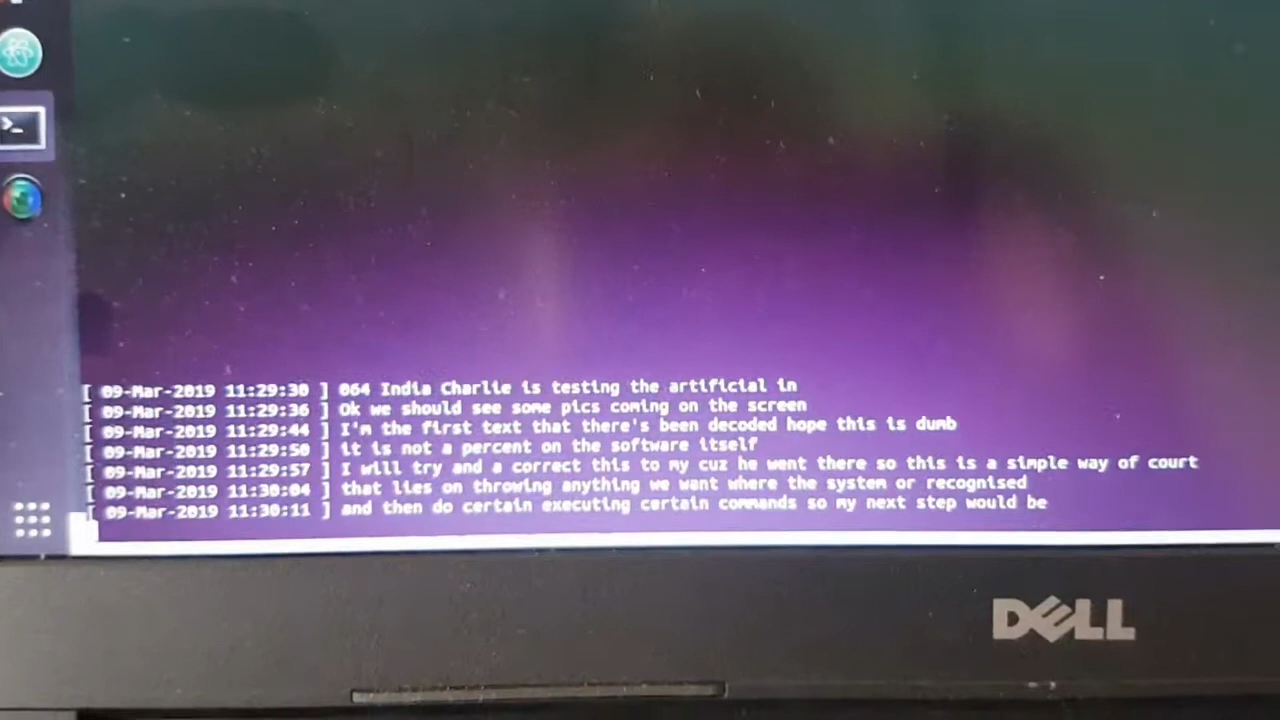 [ 09-Mar-2019 11:29:30 ] 064 India Charlie is testing the artificial in
[ 09-Mar-2019 11:29:36 ] Ok we should see some pics coming on the screen
[ 09-Mar-2019 11:29:44 ] I'm the first text that there's been decoded hope this is dumb
[ 09-Mar-2019 11:29:50 ] it is not a percent on the software itself
[ 09-Mar-2019 11:29:57 ] I will try and a correct this to my cuz he went there so this is a simple way of court
[ 09-Mar-2019 11:30:04 ] that lies on throwing anything we want where the system or recognised
[ 09-Mar-2019 11:30:11 ] and then do certain executing certain commands so my next step would be
DELL